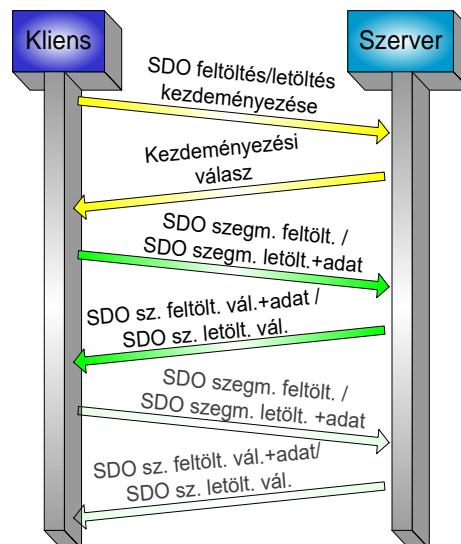 Kliens
Szerver
SDO feltöltés/letöltés
kezdeményezése
Kezdeményezési
válasz
SDO szegm. feltölt. /
SDO szegm. letölt.+adat
SDO sz. feltölt. vál.+adat /
SDO sz. letölt. vál.
SDO szegm. feltölt. /
SDO szegm. letölt. +adat
SDO sz. feltölt. vál.+adat/
SDO sz. letölt. vál.